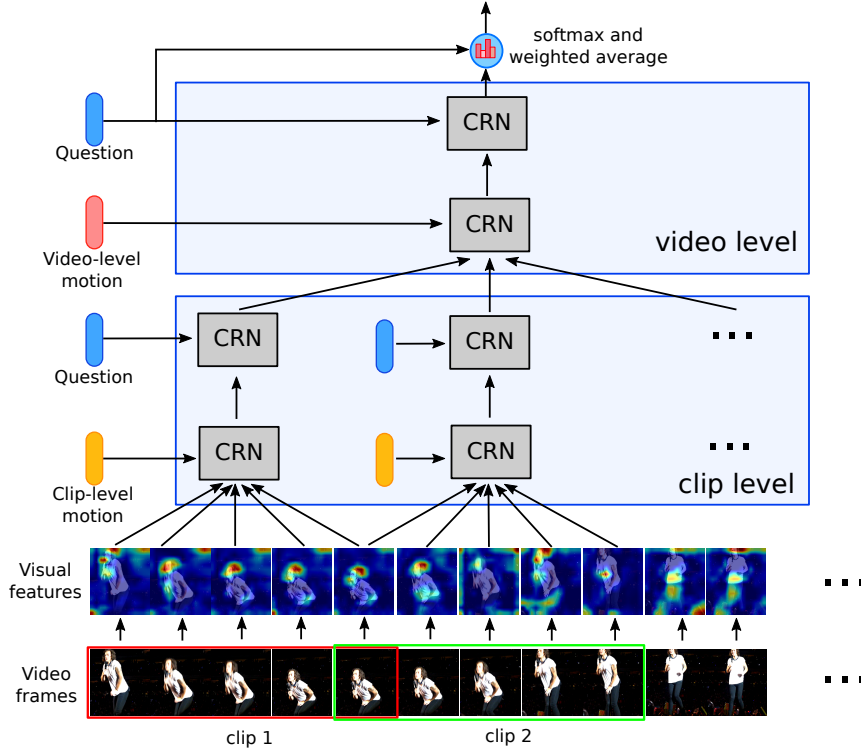 softmax and
weighted average
CRN
Question
CRN
video level
Video-level
motion
CRN
CRN
...
Question
CRN
CRN
...
clip level
Clip-level
motion
Visual
features
...
Video
frames
...
clip 1
clip 2